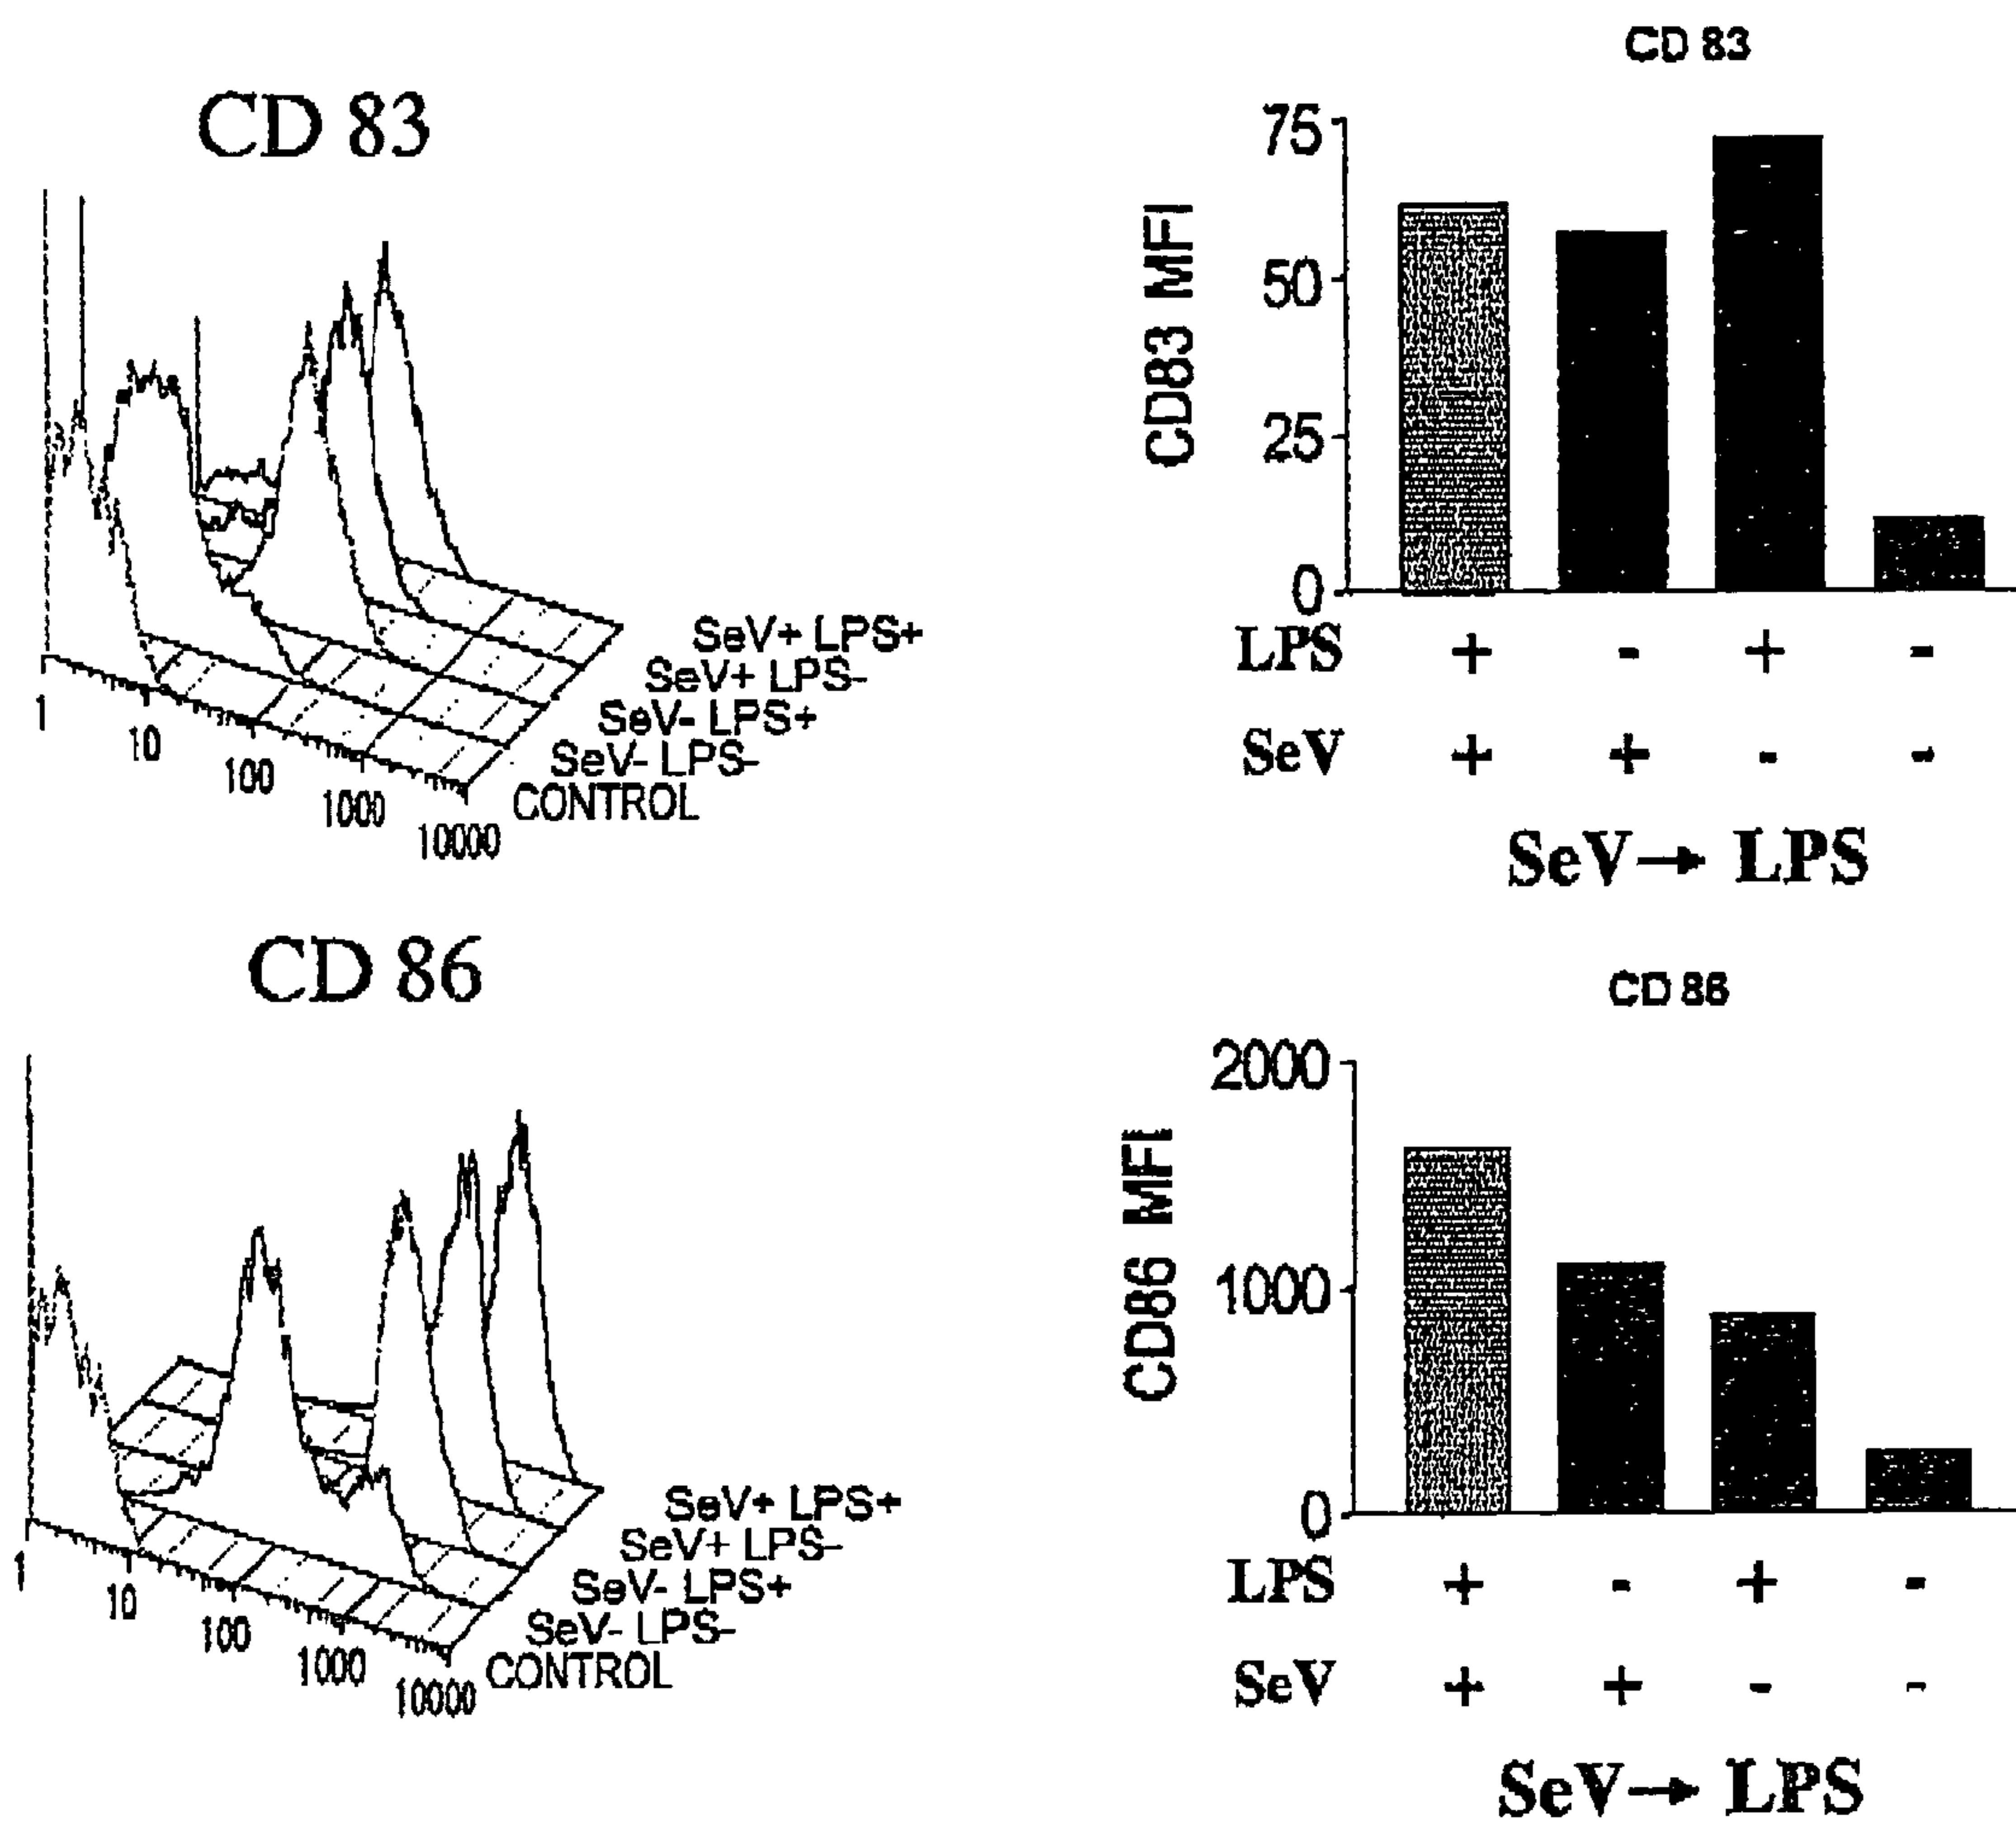 CD 83
SeV+ LPS+
SeV+ LPS-
SeV- LPS+
SeV- LPS-
CONTROL
1
10
100
1000
10000
CD 83
CD83 MFI
75
50
25
0
LPS + - + -
SeV + + - -
SeV→ LPS
CD 86
SeV+ LPS+
SeV+ LPS-
SeV- LPS+
SeV- LPS-
CONTROL
1
10
100
1000
10000
CD 86
CD86 MFI
2000
1000
0
LPS + - + -
SeV + + - -
SeV→ LPS